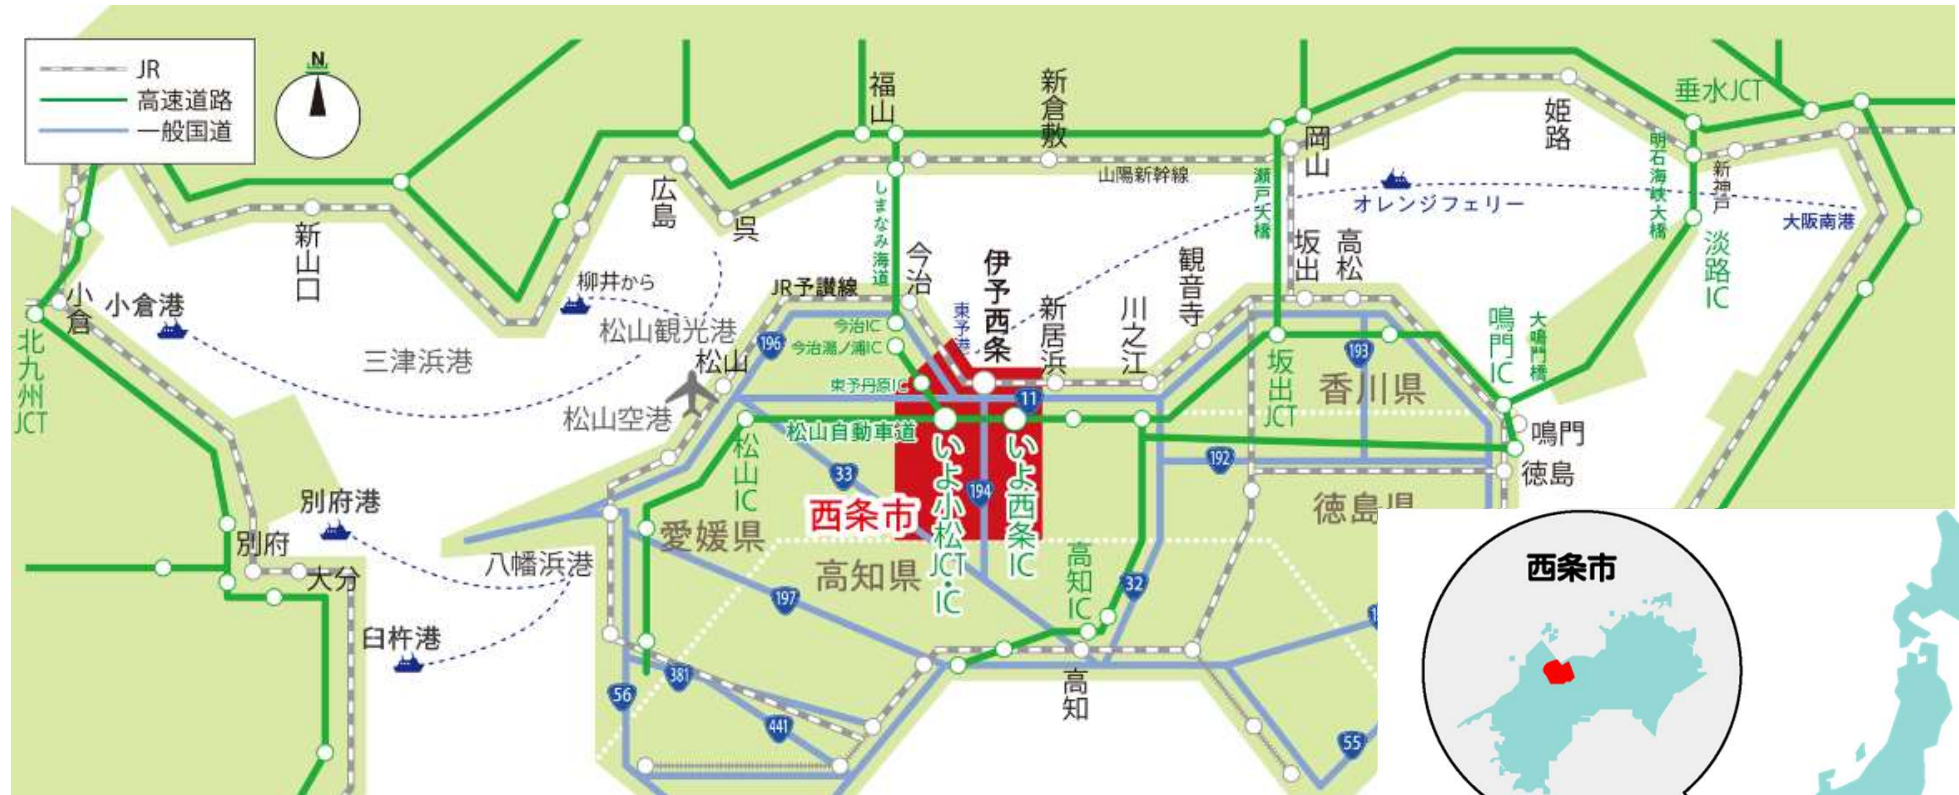 JR
高速道路
一般国道
N
福山
新倉敷
岡山
姫路
垂水JCT
明石海峡大橋
新神戸
山陽新幹線
瀬戸大橋
オレンジフェリー
大阪南港
淡路IC
広島
呉
しまなみ海道
新山口
小倉
小倉港
北九州JCT
柳井から
JR予讃線
今治
伊予西条
東予港
新居浜
川之江
観音寺
坂出
高松
今治IC
今治湯ノ浦IC
東予丹原IC
松山観光港
三津浜港
松山
196
松山空港
11
193
香川県
坂出JCT
鳴門IC
大鳴門橋
鳴門
徳島
松山自動車道
松山IC
33
194
192
いよ小松JCT・IC
いよ西条IC
西条市
愛媛県
徳島県
高知県
高知IC
別府港
別府
大分
八幡浜港
臼杵港
197
32
56
381
441
高知
55
西条市